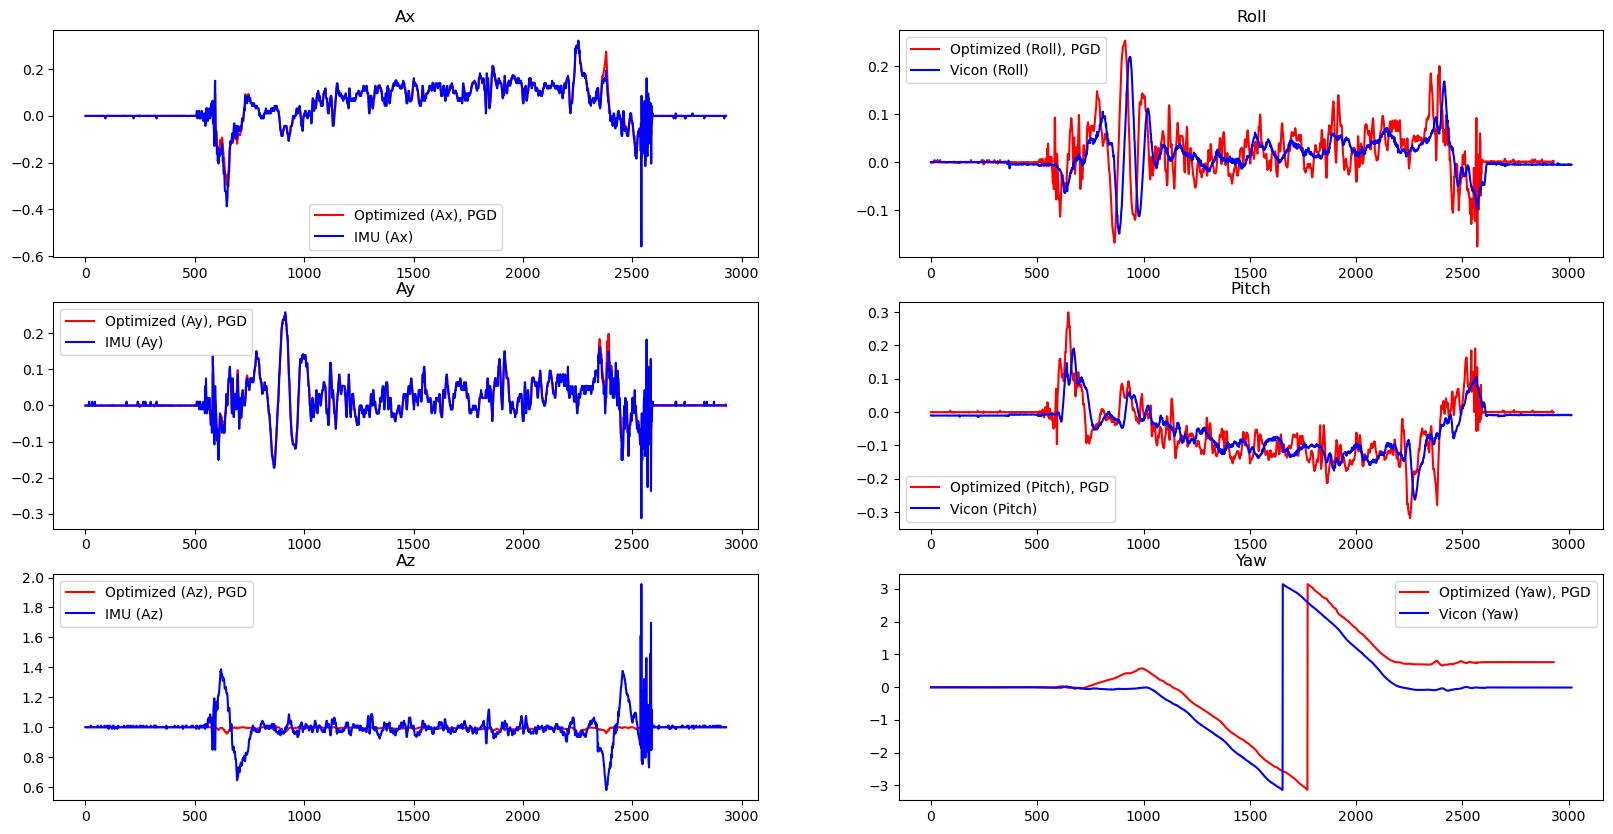 Ax
0.2
0.0
−0.2
−0.4
−0.6
Optimized (Ax), PGD
IMU (Ax)
0 500 1000 1500 2000 2500 3000
Ay
0.2
0.1
0.0
−0.1
−0.2
−0.3
Optimized (Ay), PGD
IMU (Ay)
0 500 1000 1500 2000 2500 3000
Az
2.0
1.8
1.6
1.4
1.2
1.0
0.8
0.6
Optimized (Az), PGD
IMU (Az)
0 500 1000 1500 2000 2500 3000
Roll
0.2
0.1
0.0
−0.1
Optimized (Roll), PGD
Vicon (Roll)
0 500 1000 1500 2000 2500 3000
Pitch
0.3
0.2
0.1
0.0
−0.1
−0.2
−0.3
Optimized (Pitch), PGD
Vicon (Pitch)
0 500 1000 1500 2000 2500 3000
Yaw
3
2
1
0
−1
−2
−3
Optimized (Yaw), PGD
Vicon (Yaw)
0 500 1000 1500 2000 2500 3000